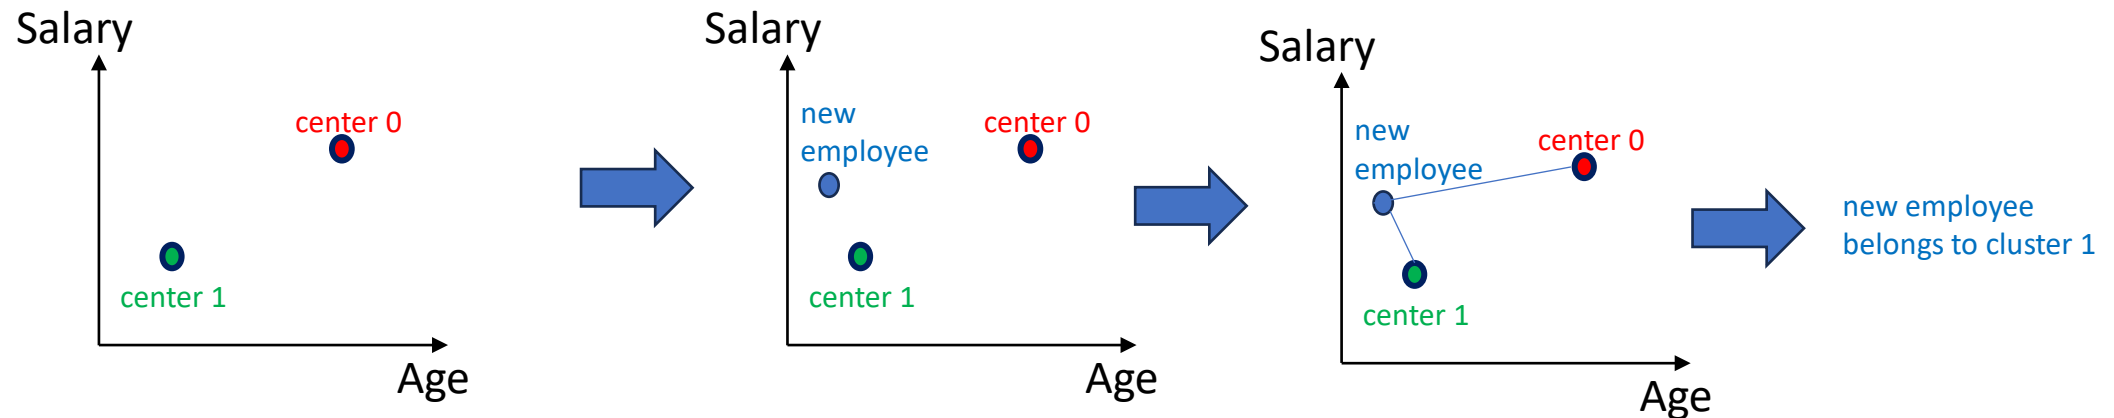 Salary
center 0
center 1
Age
Salary
new
employee
center 0
center 1
Age
Salary
new
employee
center 0
center 1
Age
new employee
belongs to cluster 1